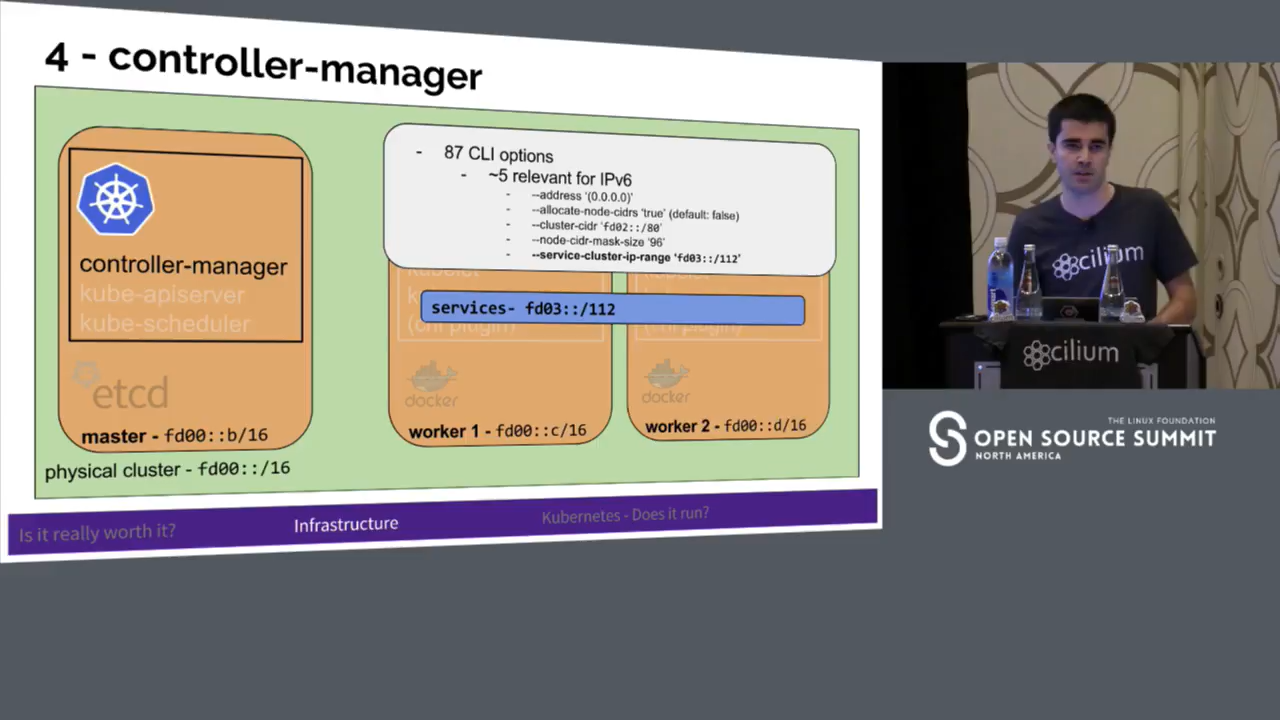 4 - controller-manager
- 87 CLI options
- ~5 relevant for IPv6
- --address '(0.0.0.0)'
- --allocate-node-cidrs 'true' (default: false)
- --cluster-cidr 'fd02::/80'
- --node-cidr-mask-size '96'
- --service-cluster-ip-range 'fd03::/112'
controller-manager
kube-apiserver
kube-scheduler
etcd
kubelet
services- fd03::/112
(cni plugin)
docker
docker
master - fd00::b/16
worker 1 - fd00::c/16
worker 2 - fd00::d/16
physical cluster - fd00::/16
Is it really worth it?
Infrastructure
Kubernetes - Does it run?
cilium
cilium
THE LINUX FOUNDATION
OPEN SOURCE SUMMIT
NORTH AMERICA